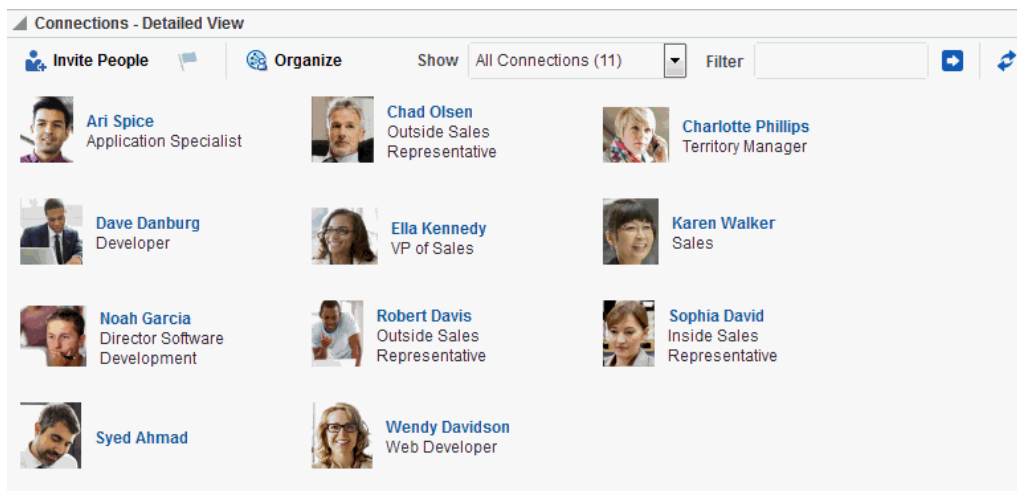 Connections - Detailed View
Invite People Organize Show All Connections (11) Filter
Ari Spice
Application Specialist
Chad Olsen
Outside Sales
Representative
Charlotte Phillips
Territory Manager
Dave Danburg
Developer
Ella Kennedy
VP of Sales
Karen Walker
Sales
Noah Garcia
Director Software
Development
Robert Davis
Outside Sales
Representative
Sophia David
Inside Sales
Representative
Syed Ahmad
Wendy Davidson
Web Developer